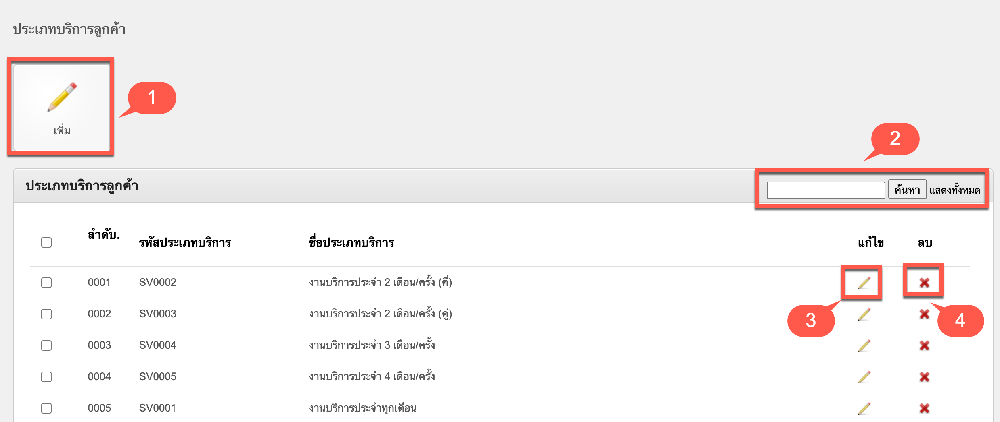 ประเภทบริการลูกค้า
1
เพิ่ม
2
ประเภทบริการลูกค้า ค้นหา แสดงทั้งหมด
ลำดับ. รหัสประเภทบริการ ชื่อประเภทบริการ แก้ไข ลบ
0001 SV0002 งานบริการประจำ 2 เดือน/ครั้ง (คี่)
0002 SV0003 งานบริการประจำ 2 เดือน/ครั้ง (คู่)
3 4
0003 SV0004 งานบริการประจำ 3 เดือน/ครั้ง
0004 SV0005 งานบริการประจำ 4 เดือน/ครั้ง
0005 SV0001 งานบริการประจำทุกเดือน